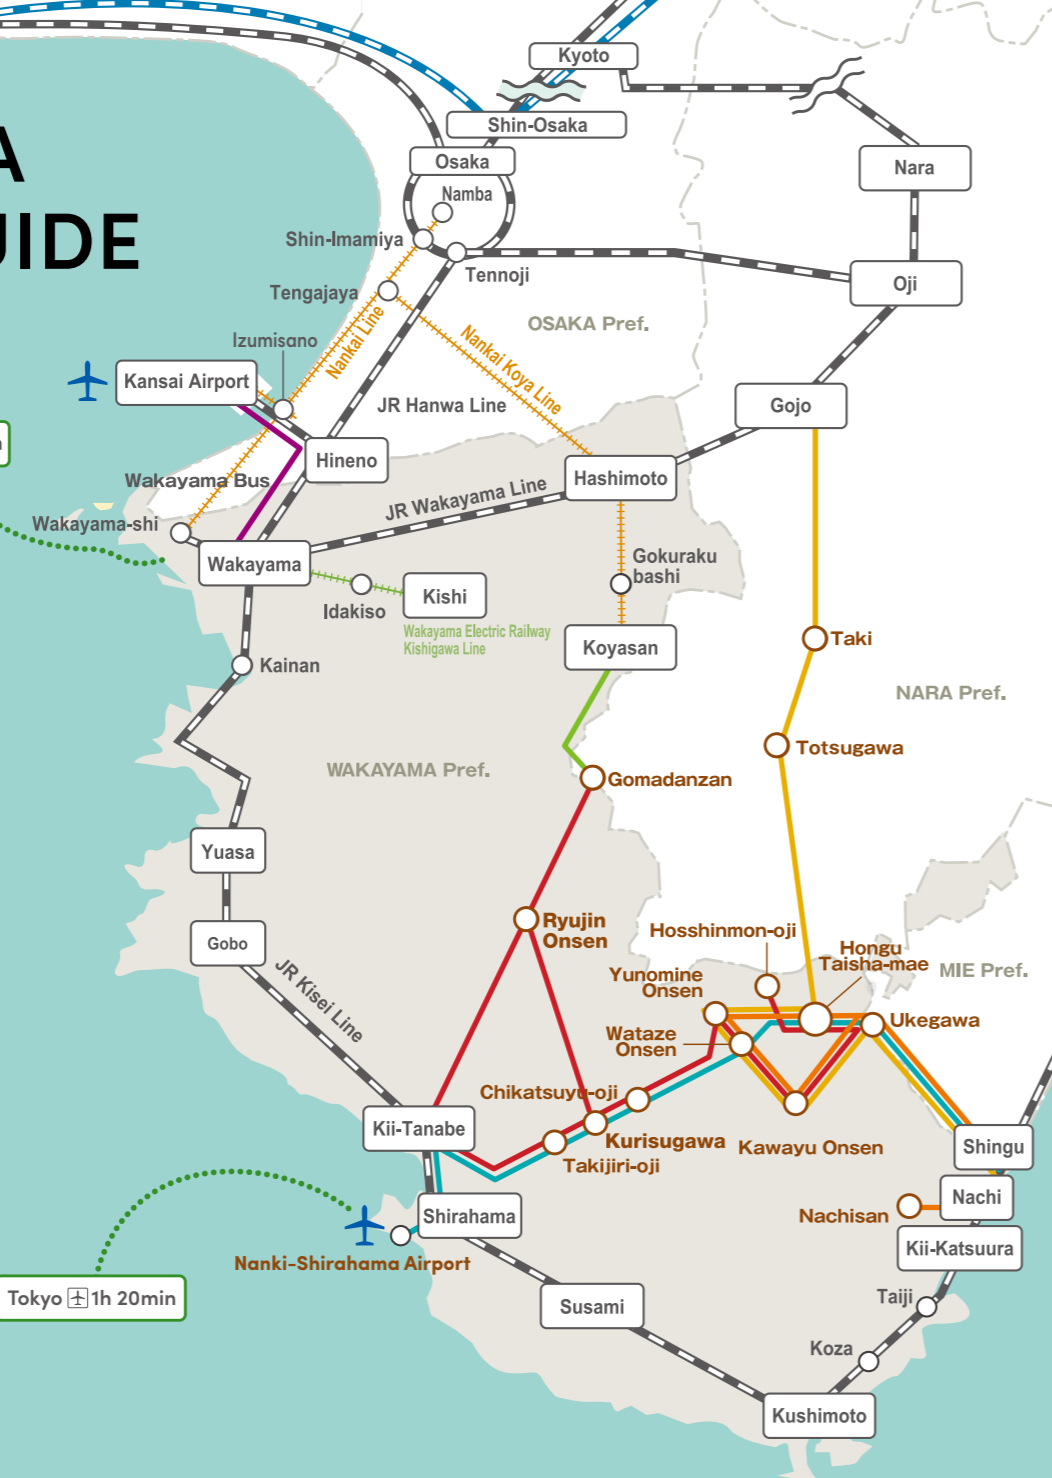 Kyoto
Shin-Osaka
A
Osaka
Nara
Namba
UIDE
Shin-Imamiya
Tennoji
Oji
Tengajaya
OSAKA Pref.
Izumisano
Nankai Line
Nankai Koya Line
Kansai Airport
JR Hanwa Line
Gojo
Hineno
Wakayama Bus
Hashimoto
JR Wakayama Line
Wakayama-shi
Wakayama
Gokuraku
bashi
Idakiso
Kishi
Wakayama Electric Railway
Kishigawa Line
Koyasan
Taki
Kainan
NARA Pref.
Totsugawa
WAKAYAMA Pref.
Gomadanzan
Yuasa
Ryujin
Onsen
Gobo
Hosshinmon-oji
Hongu
Taisha-mae
Yunomine
Onsen
MIE Pref.
JR Kisei Line
Ukegawa
Wataze
Onsen
Chikatsuyu-oji
Kii-Tanabe
Kurisugawa
Kawayu Onsen
Shingu
Takijiri-oji
Nachi
Nachisan
Shirahama
Kii-Katsuura
Nanki-Shirahama Airport
Tokyo 1h 20min
Susami
Taiji
Koza
Kushimoto